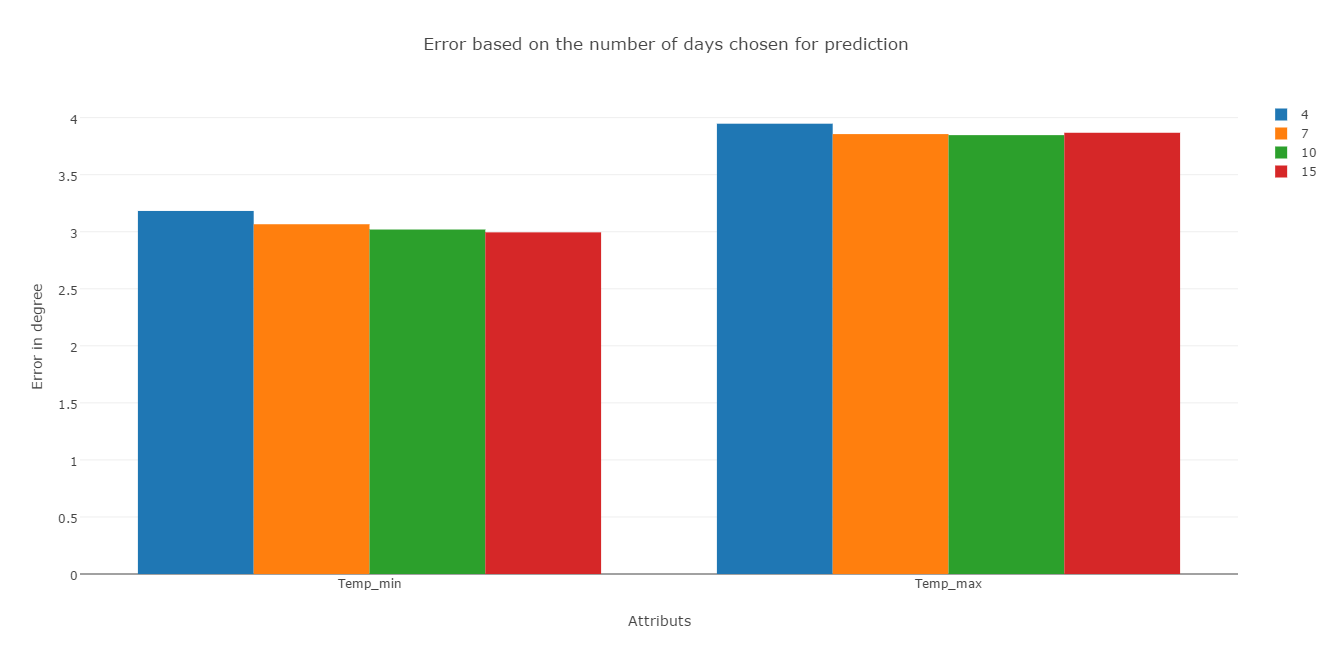 Error based on the number of days chosen for prediction
4
7
10
15
Error in degree
4
3.5
3
2.5
2
1.5
1
0.5
0
Temp_min
Temp_max
Attributs